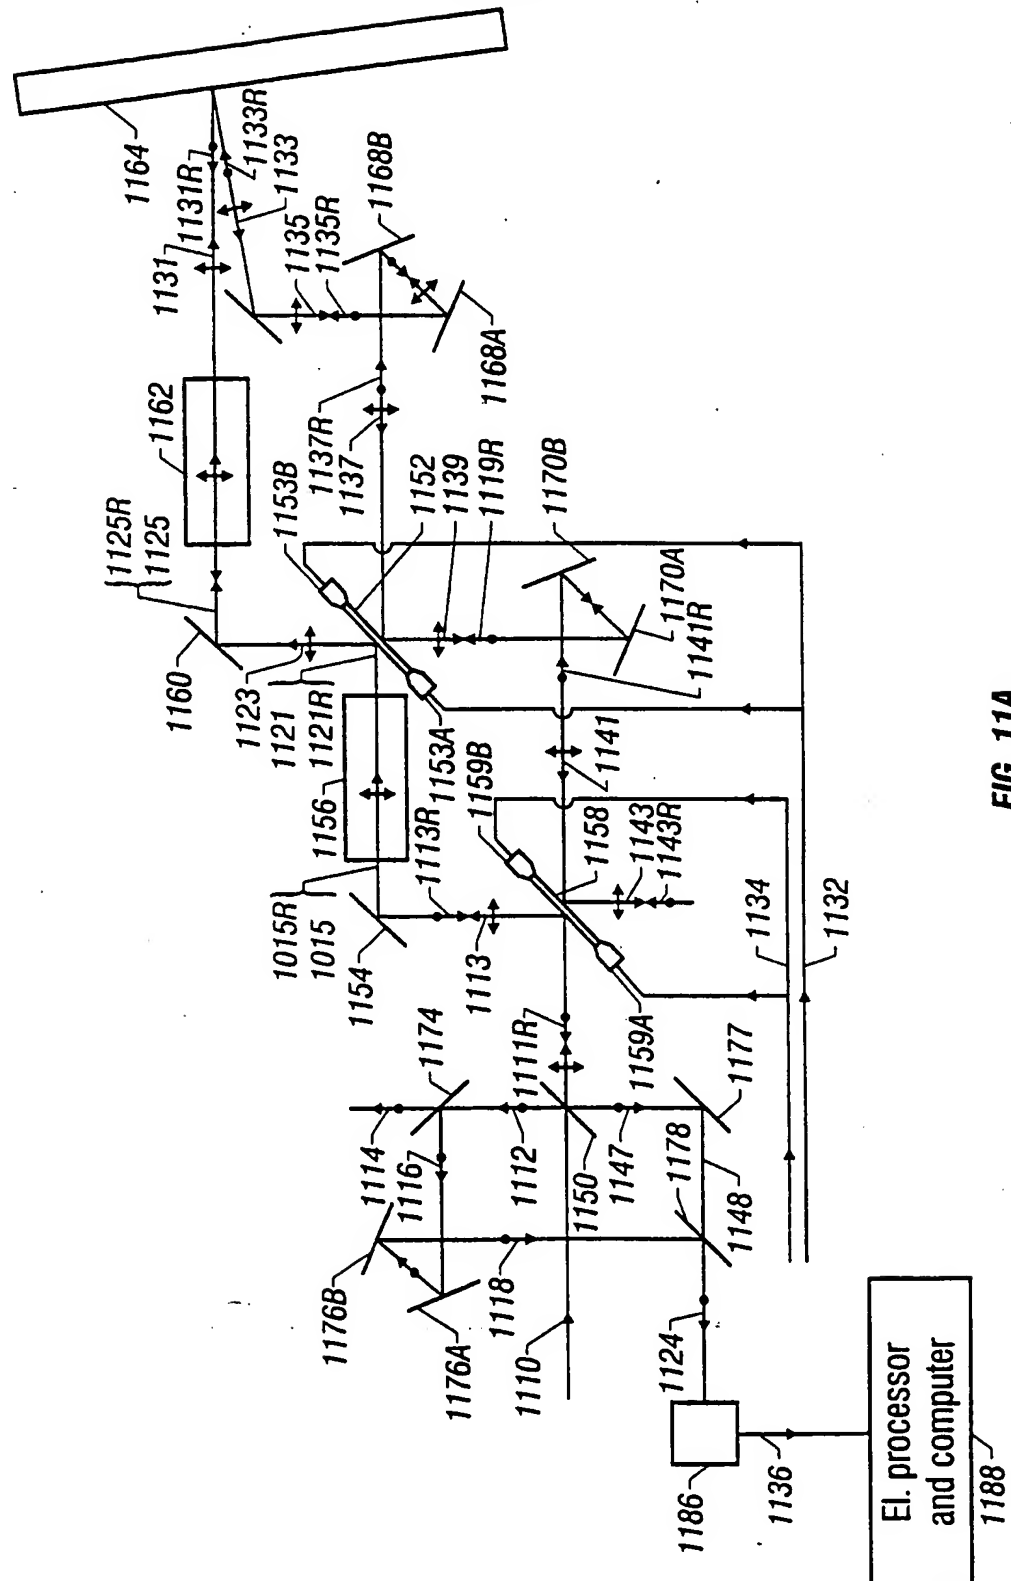 1164
1131
1131R
1133R
1133
1135
1135R
1168B
1168A
1162
1125R
1125
1160
1123
1121
1121R
1153B
1137R
1137
1152
1139
1119R
1170B
1170A
1141R
1141
1156
1153A
1159B
1158
1143
1143R
1113R
1113
1015R
1015
1154
1134
1132
1174
1111R
1159A
1177
1114
1116
1112
1150
1147
1178
1148
1176B
1176A
1118
1110
1124
1186
1136
El. processor
and computer
1188
FIG. 11A